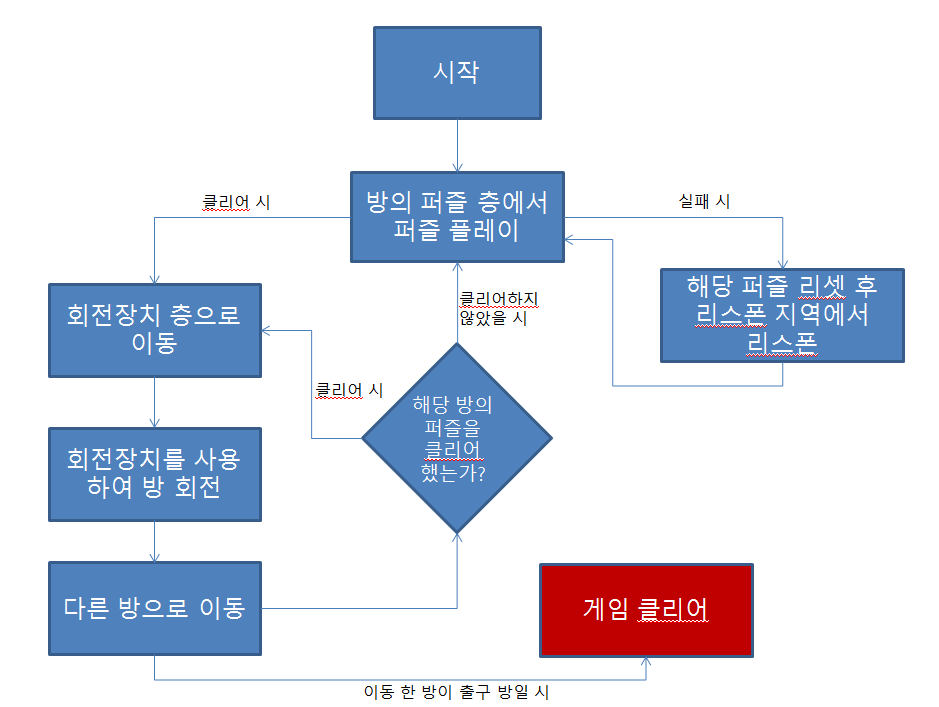 시작
방의 퍼즐 층에서
퍼즐 플레이
클리어 시
실패 시
회전장치 층으로
이동
해당 퍼즐 리셋 후
리스폰 지역에서
리스폰
클리어하지
않았을 시
클리어 시
해당 방의
퍼즐을
클리어
했는가?
회전장치를 사용
하여 방 회전
다른 방으로 이동
게임 클리어
이동 한 방이 출구 방일 시